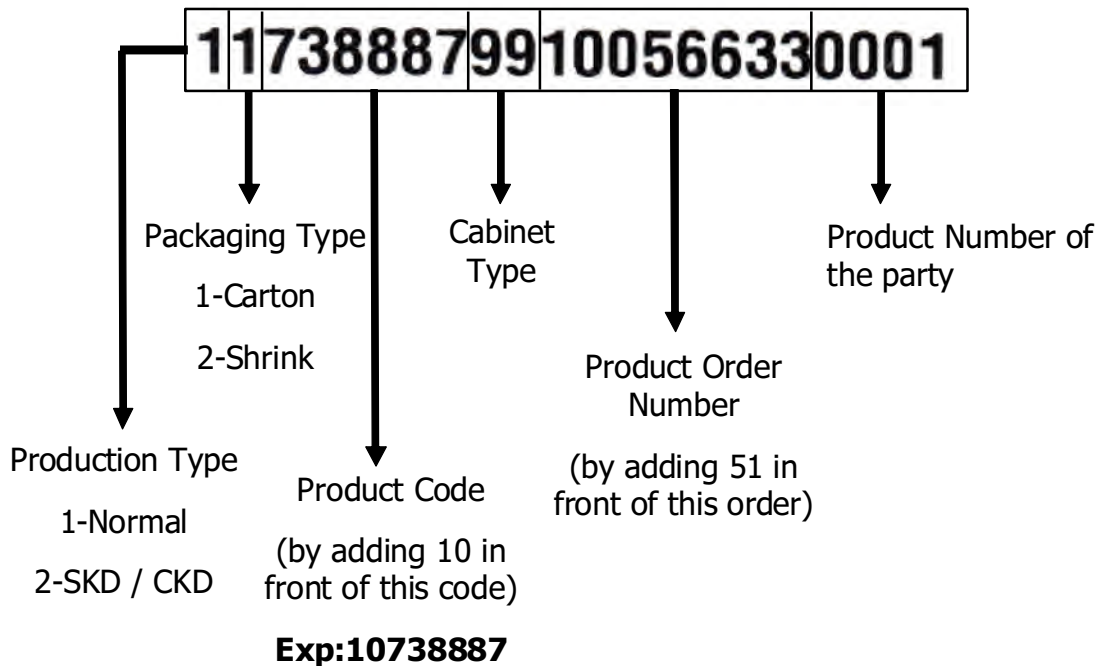 1173888799100566330001
Packaging Type
1-Carton
2-Shrink
Cabinet
Type
Product Number of
the party
Product Order
Number
(by adding 51 in
front of this order)
Production Type
1-Normal
2-SKD / CKD
Product Code
(by adding 10 in
front of this code)
Exp:10738887